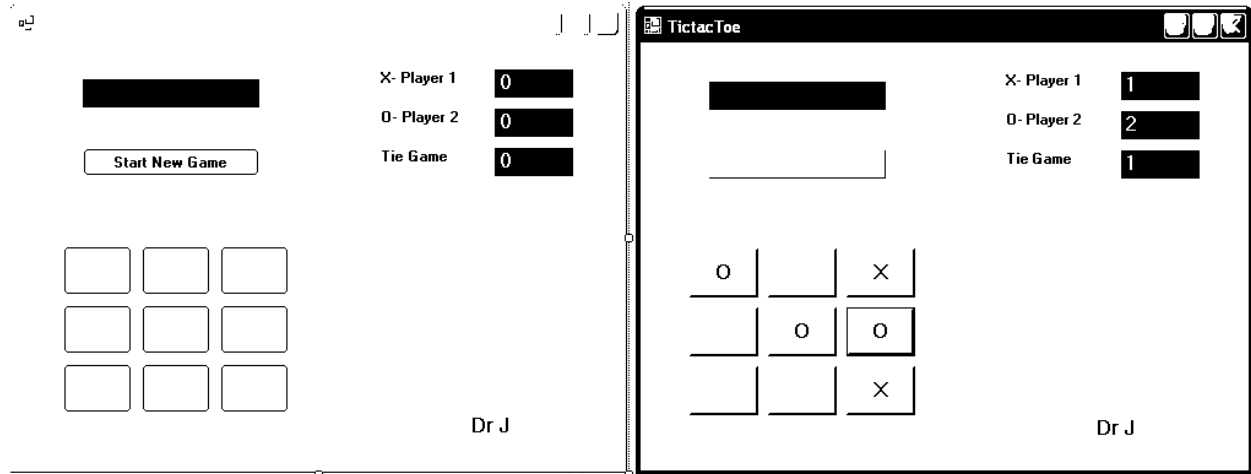 X- Player 1 0
O- Player 2 0
Start New Game
Tie Game 0
Dr J
TictacToe
X- Player 1 1
O- Player 2 2
Tie Game 1
O X
O O
X
Dr J